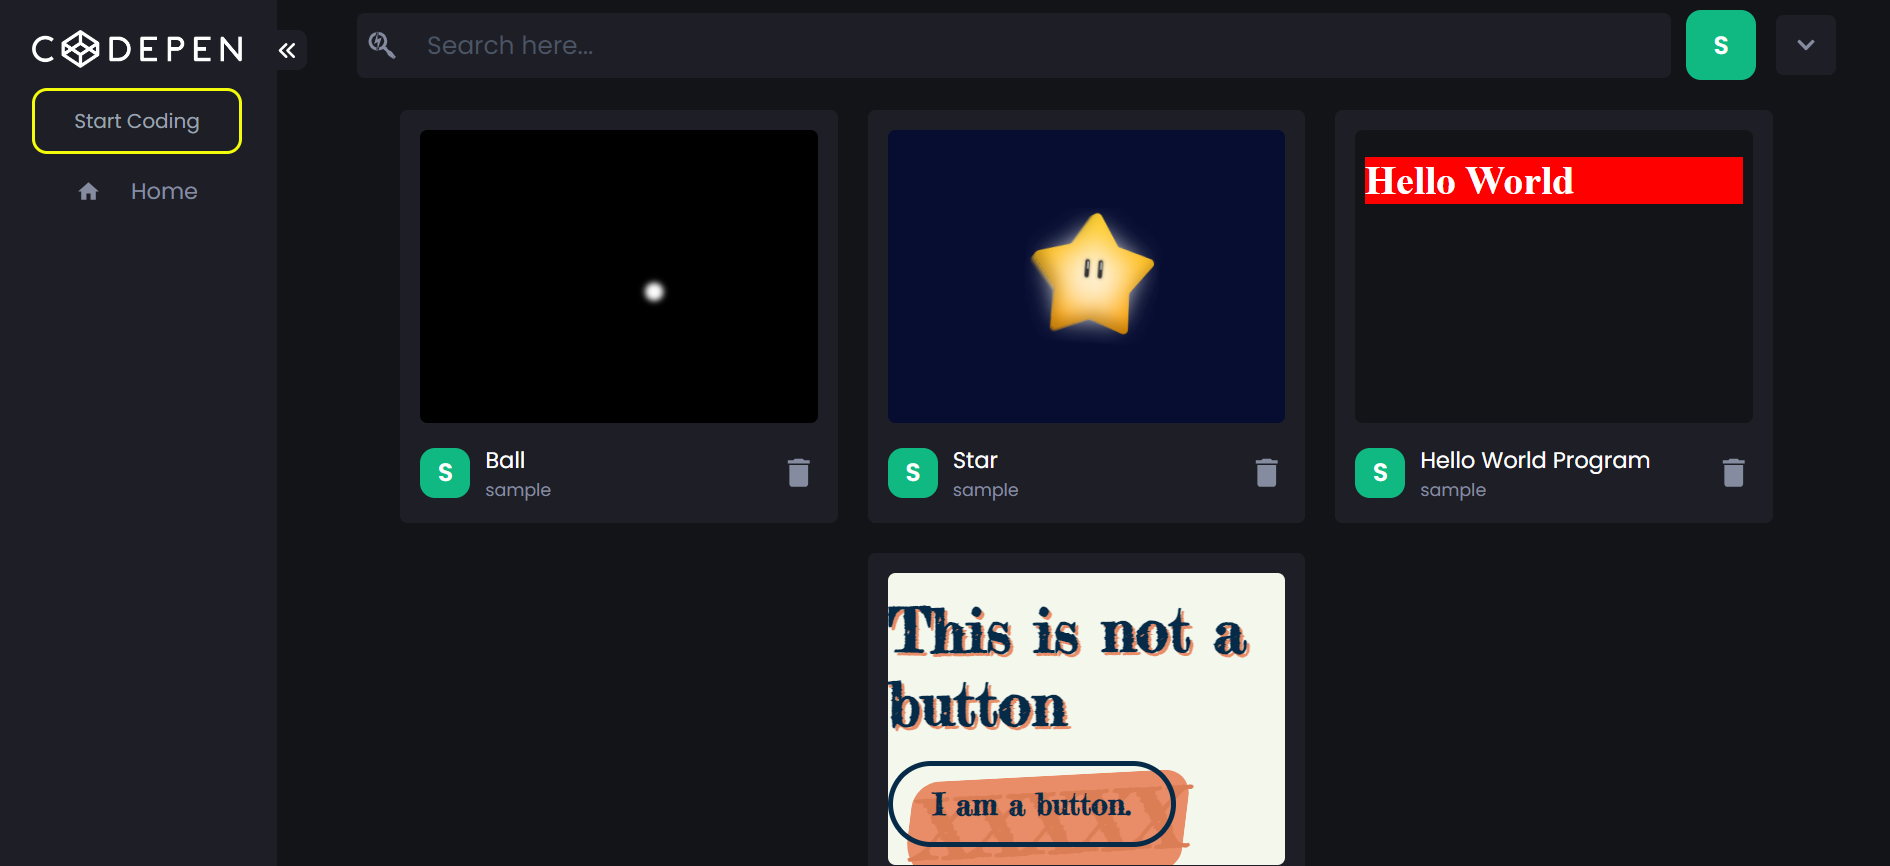 CODEPEN
Start Coding
Home
Search here...
S
Ball
sample
S
Star
sample
S
Hello World
Hello World Program
sample
S
This is not a
button
I am a button.